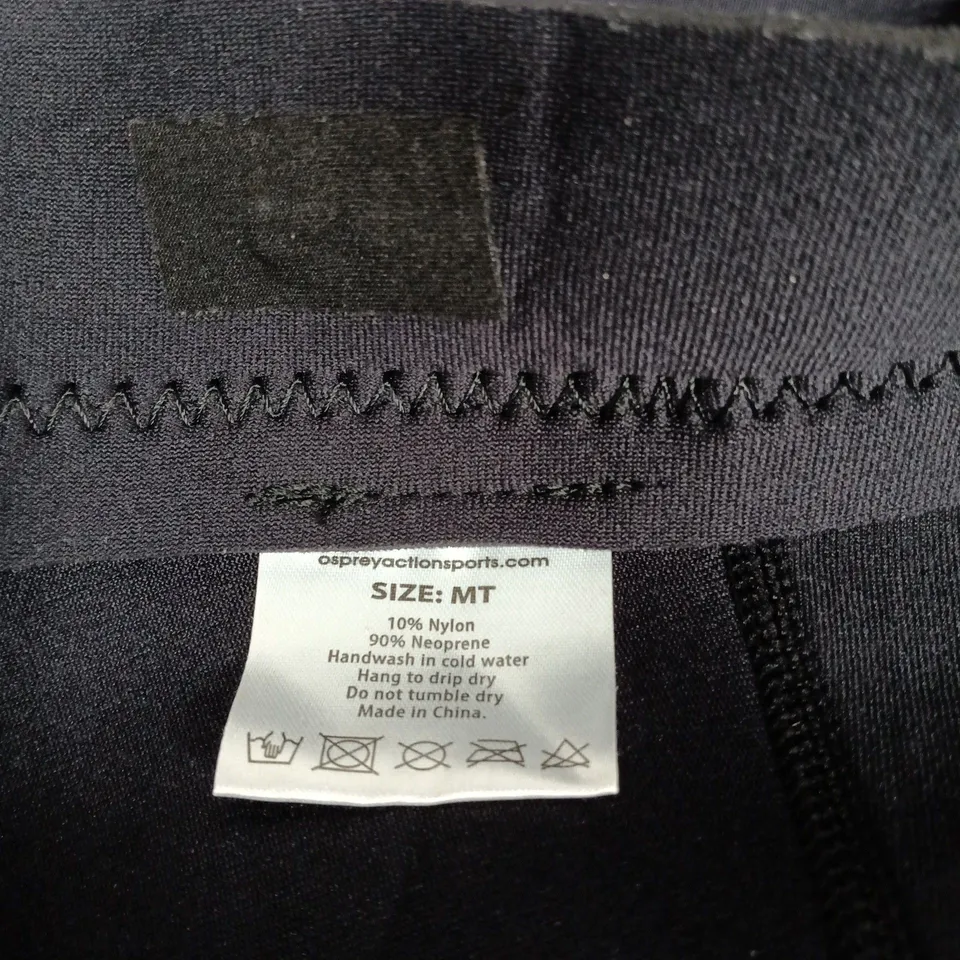 ospreyactionsports.com
SIZE: MT
10% Nylon
90% Neoprene
Handwash in cold water
Hang to drip dry
Do not tumble dry
Made in China.